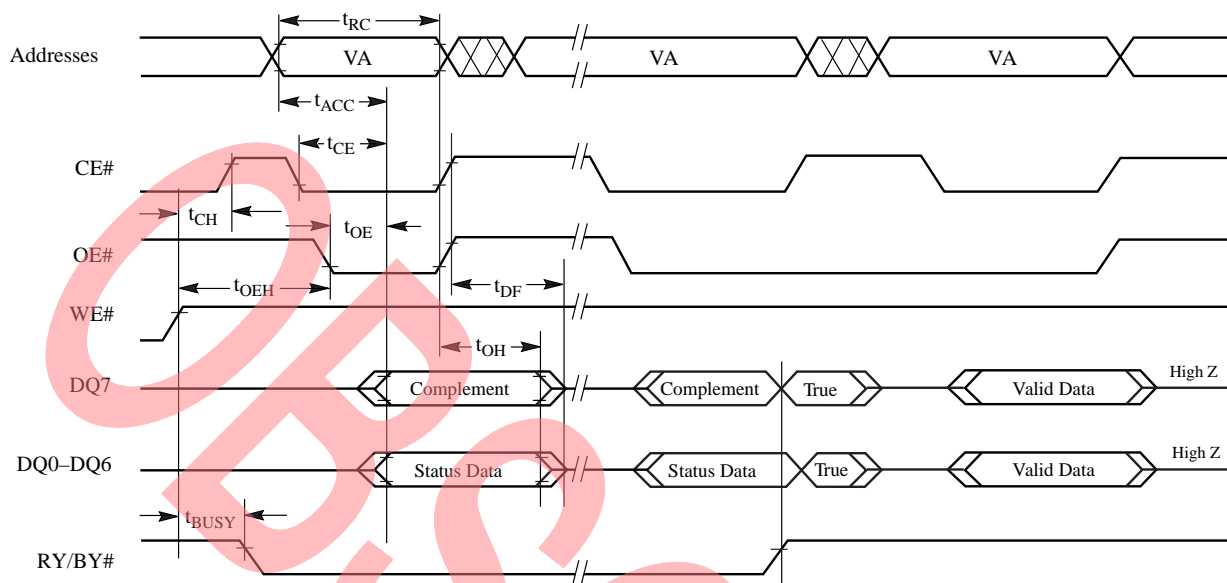 tRC
Addresses VA VA VA
tACC
tCE
CE#
tCH tOE
OE#
tOEH tDF
WE#
tOH
DQ7 Complement Complement True Valid Data High Z
DQ0–DQ6 Status Data Status Data True Valid Data High Z
tBUSY
RY/BY#
OBS